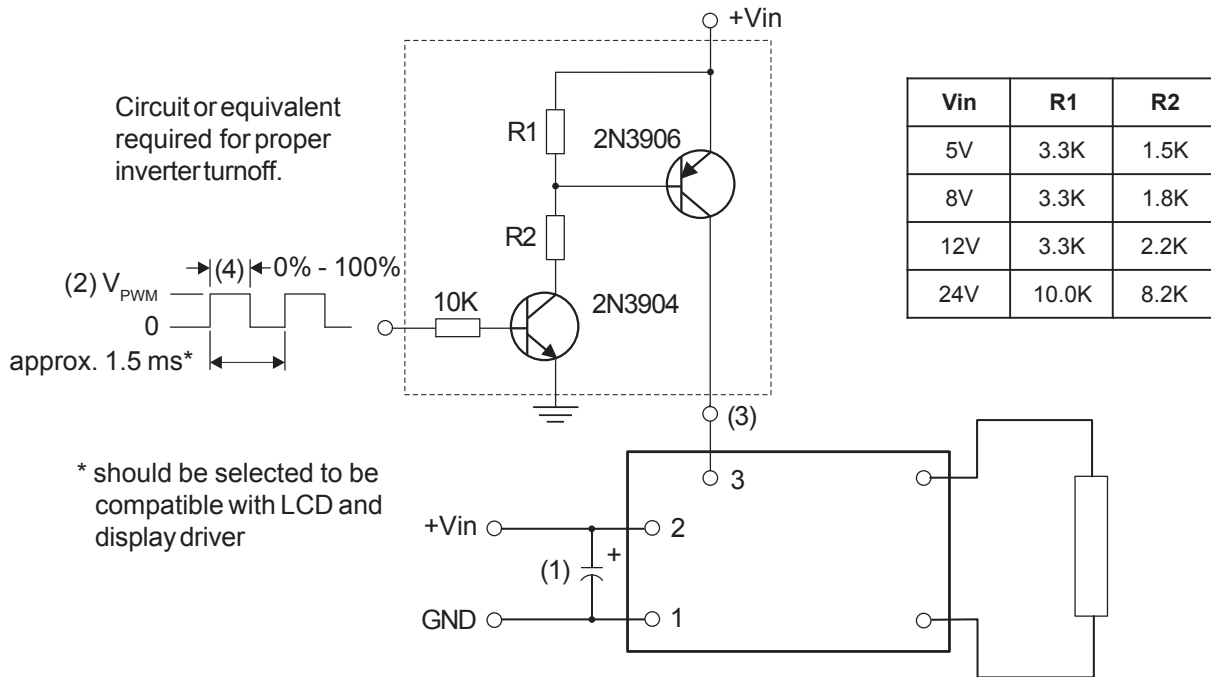 +Vin
Circuit or equivalent
required for proper
inverter turnoff.
R1
2N3906
R2
(2) VPWM
(4)
0% - 100%
0
10K
2N3904
approx. 1.5 ms*
(3)
* should be selected to be
compatible with LCD and
display driver
3
+Vin
2
(1)
+
GND
1
Vin R1 R2
5V 3.3K 1.5K
8V 3.3K 1.8K
12V 3.3K 2.2K
24V 10.0K 8.2K